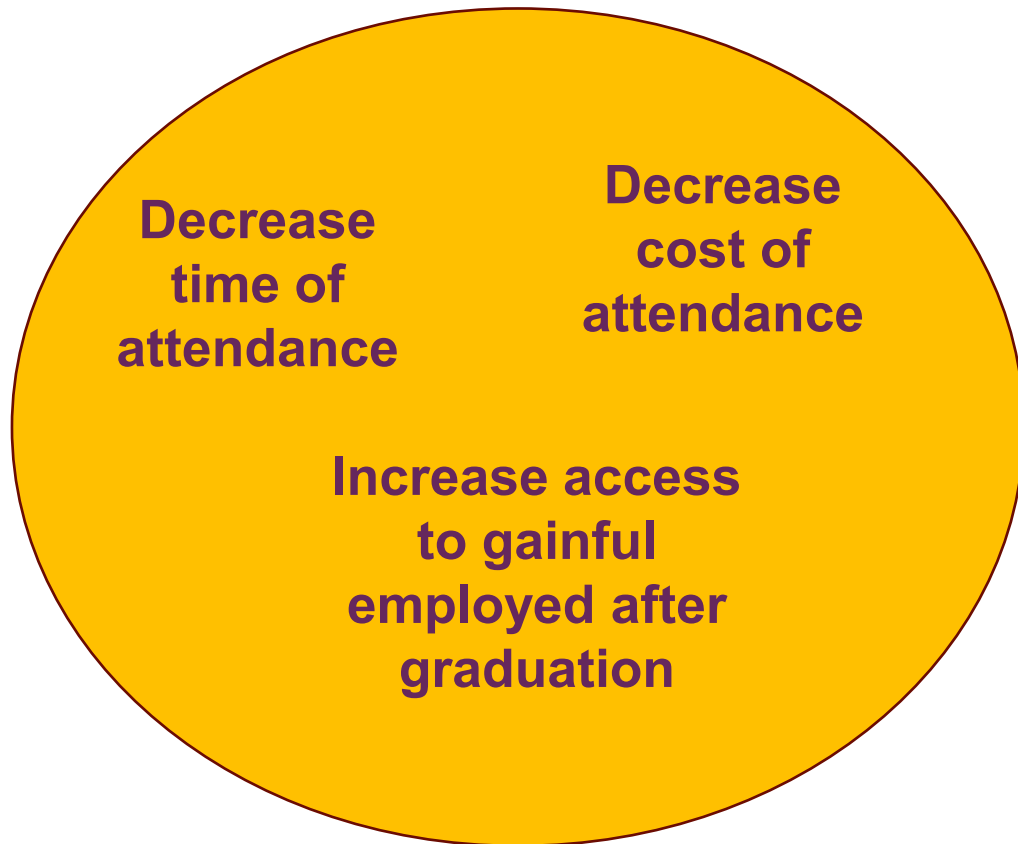 Decrease
time of
attendance
Decrease
cost of
attendance
Increase access
to gainful
employed after
graduation